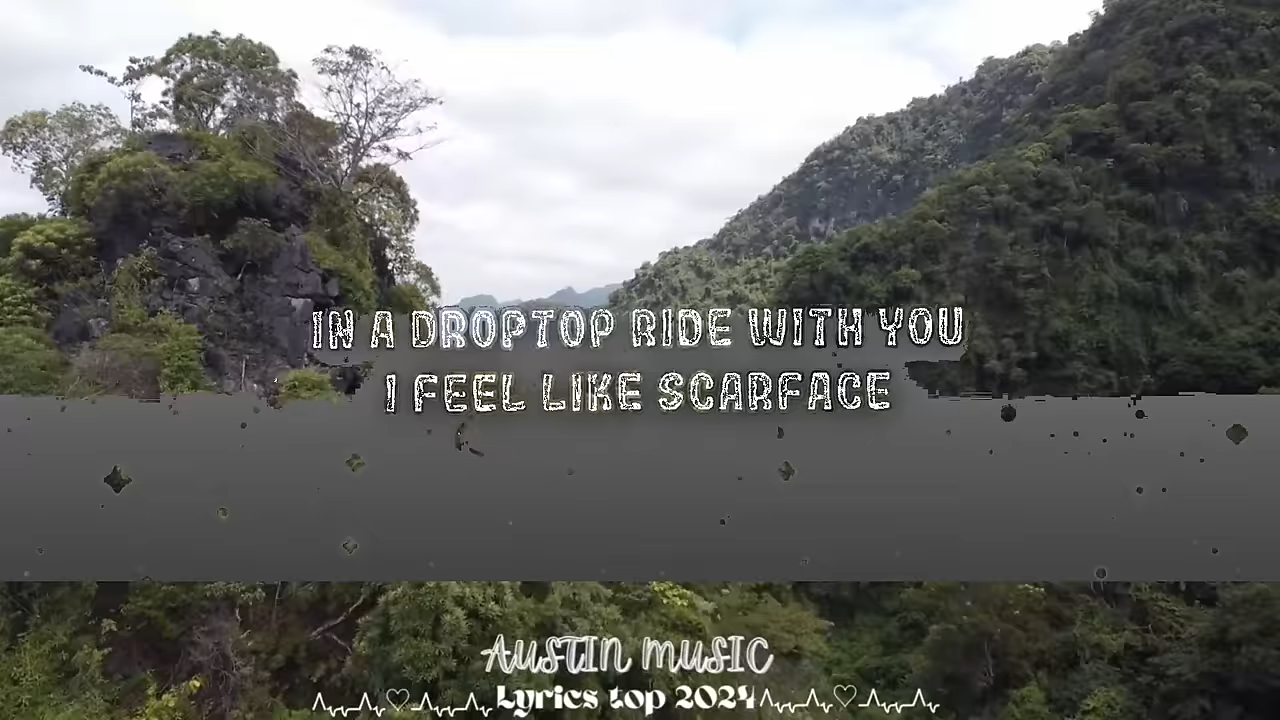 IN A DROPTOP RIDE WITH YOU
I FEEL LIKE SCARFACE
AUSTIN MUSIC
Lyrics top 2024